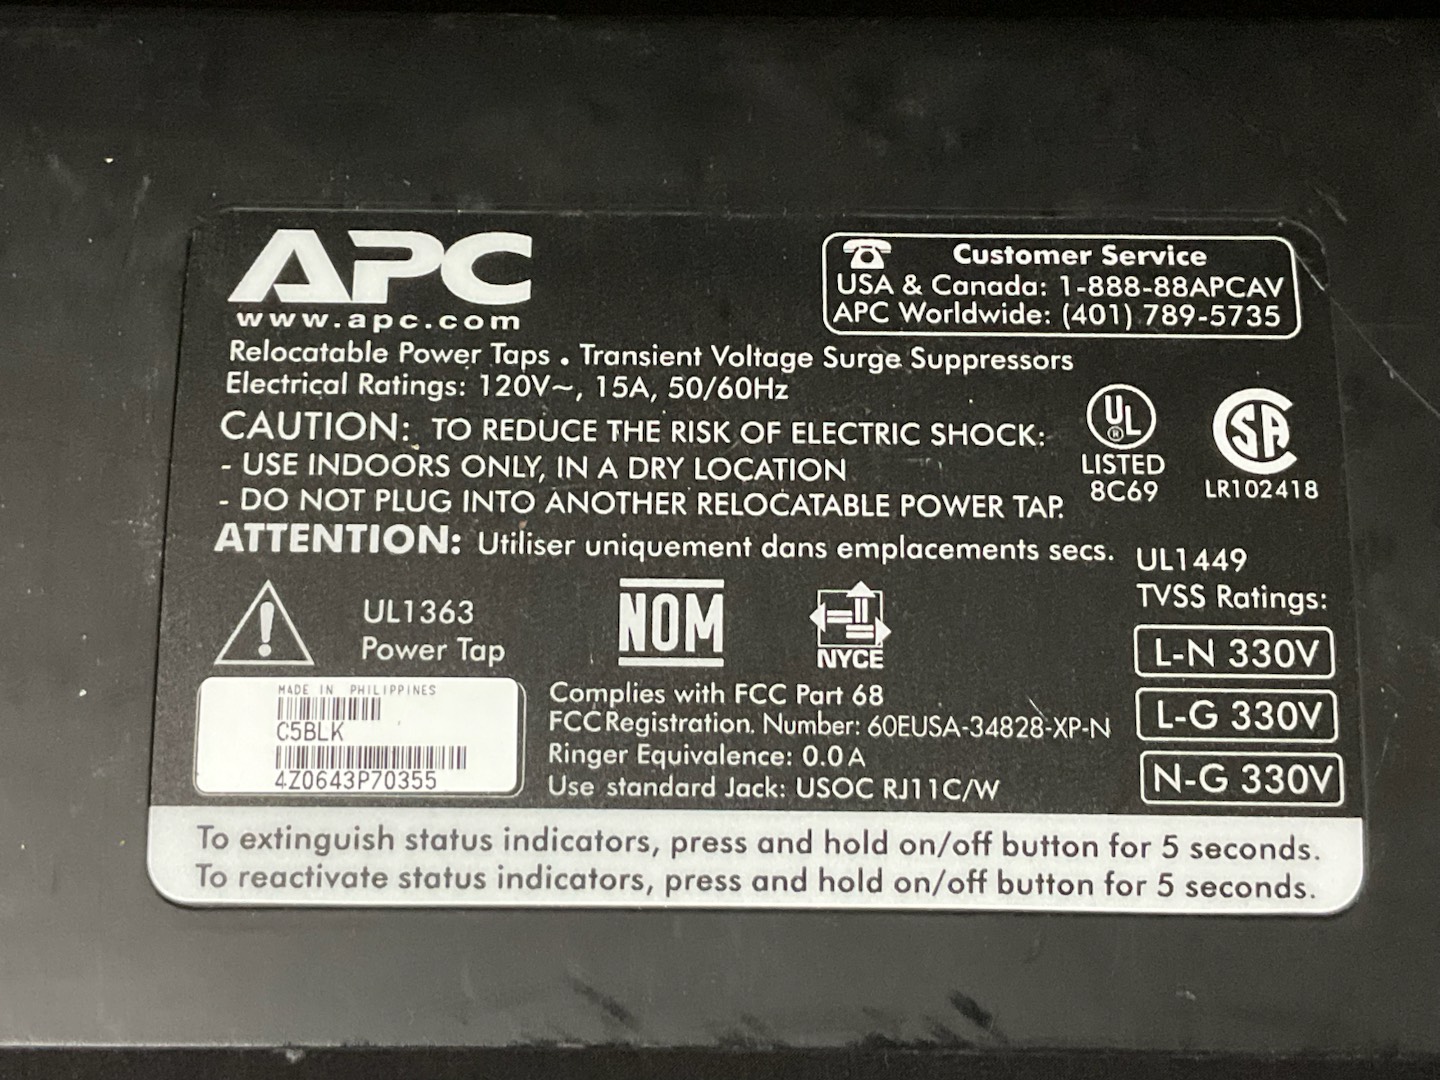 APC
www.apc.com
Customer Service
USA & Canada: 1-888-88APCAV
APC Worldwide: (401) 789-5735
Relocatable Power Taps . Transient Voltage Surge Suppressors
Electrical Ratings: 120V~, 15A, 50/60Hz
CAUTION: TO REDUCE THE RISK OF ELECTRIC SHOCK:
- USE INDOORS ONLY, IN A DRY LOCATION
- DO NOT PLUG INTO ANOTHER RELOCATABLE POWER TAP.
UL
®
LISTED
8C69
SA
LR102418
ATTENTION: Utiliser uniquement dans emplacements secs.
UL1363
Power Tap
NOM
NYCE
UL1449
TVSS Ratings:
L-N 330V
L-G 330V
N-G 330V
MADE IN PHILIPPINES
C5BLK
4Z0643P70355
Complies with FCC Part 68
FCC Registration. Number: 60EUSA-34828-XP-N
Ringer Equivalence: 0.0 A
Use standard Jack: USOC RJ11C/W
To extinguish status indicators, press and hold on/off button for 5 seconds.
To reactivate status indicators, press and hold on/off button for 5 seconds.